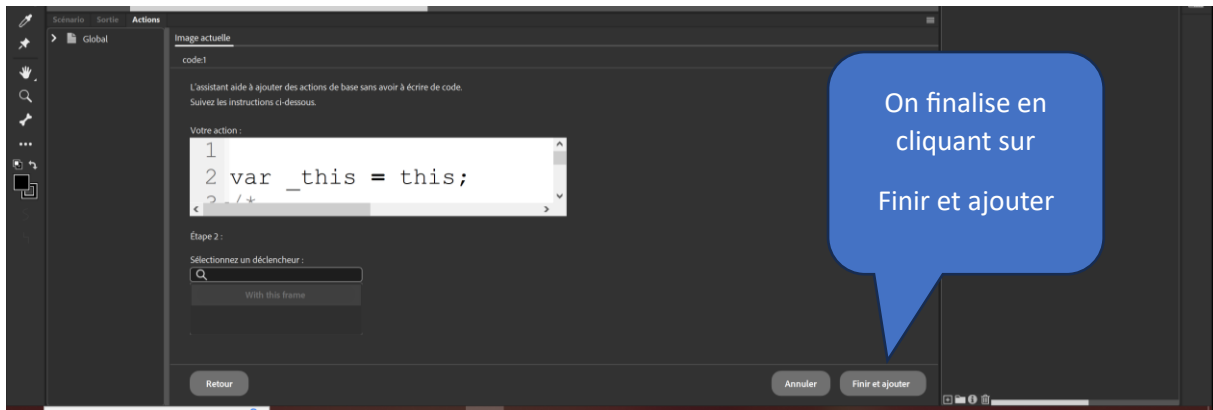 Scénario Sortie Actions
Global
Image actuelle
code:1
L'assistant aide à ajouter des actions de base sans avoir à écrire de code.
Suivez les instructions ci-dessous.
Votre action :
1
2 var _this = this;
3 /*
Étape 2 :
Sélectionnez un déclencheur :
With this frame
Retour
Annuler
Finir et ajouter
On finalise en
cliquant sur
Finir et ajouter